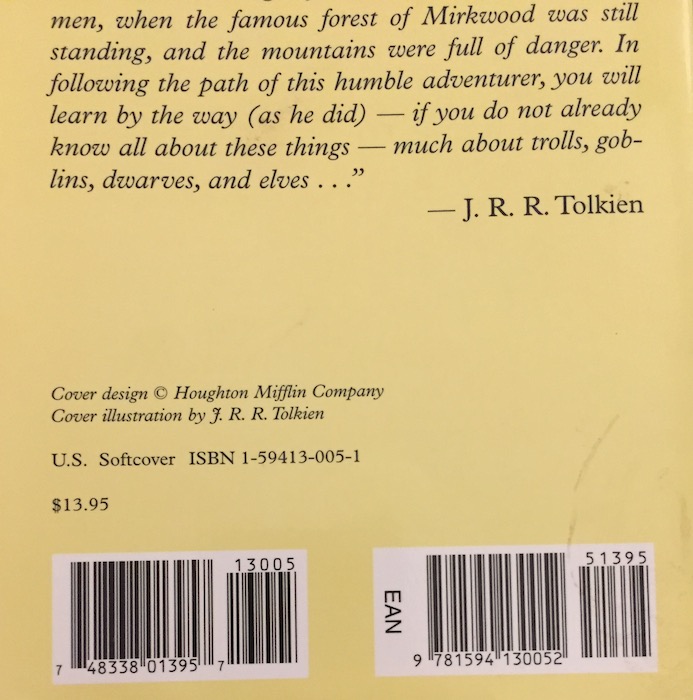 men, when the famous forest of Mirkwood was still
standing, and the mountains were full of danger. In
following the path of this humble adventurer, you will
learn by the way (as he did) — if you do not already
know all about these things — much about trolls, gob-
lins, dwarves, and elves . . .”
— J. R. R. Tolkien
Cover design © Houghton Mifflin Company
Cover illustration by J. R. R. Tolkien
U.S. Softcover ISBN 1-59413-005-1
$13.95
13005
7 48338 01395 7
51395
EAN
9 781594 130052